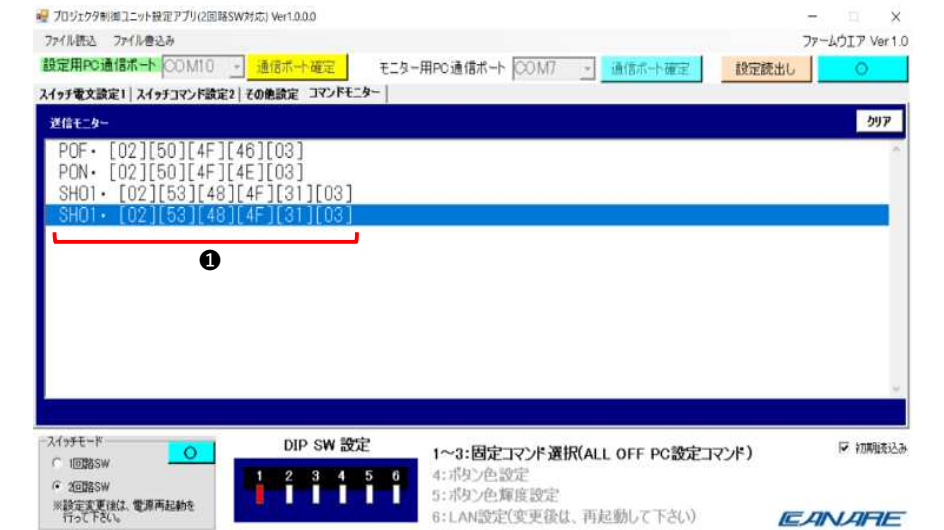 プロジェクタ制御ユニット設定アプリ(2回路SW対応) Ver1.0.0.0
ファイル読込 ファイル書込み ファームウエア Ver1.0
設定用PC通信ポート COM10 通信ポート確定 モニター用PC通信ポート COM7 通信ポート確定 設定読出し ○
スイッチ電文設定1 スイッチコマンド設定2 その他設定 コマンドモニター
送信モニター クリア
POF・ [02][50][4F][46][03]
PON・ [02][50][4F][4E][03]
SHO1・ [02][53][48][4F][31][03]
SHO1・ [02][53][48][4F][31][03]
❶
スイッチモード ○
1回路SW
2回路SW
※設定変更後は、電源再起動を
行って下さい。
DIP SW 設定
1 2 3 4 5 6
1~3:固定コマンド選択(ALL OFF PC設定コマンド)
4:ボタン色設定
5:ボタン色輝度設定
6:LAN設定(変更後は、再起動して下さい)
初期読込み
CANARE